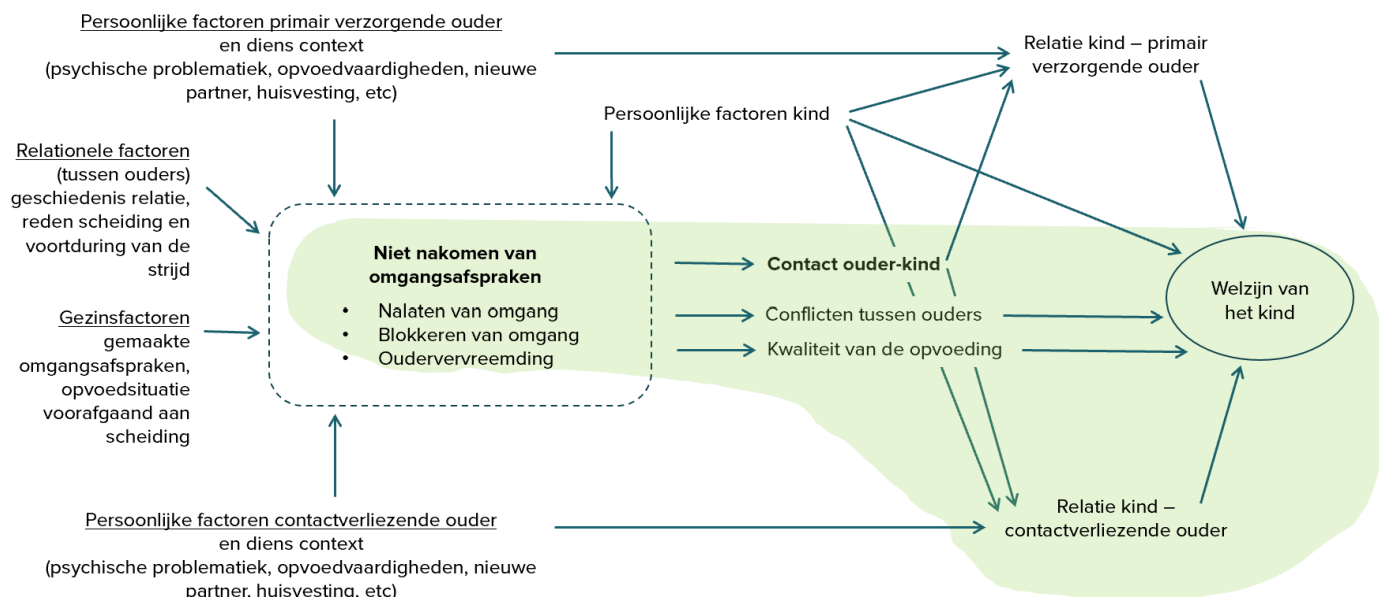 Persoonlijke factoren primair verzorgende ouder
en diens context
(psychische problematiek, opvoedvaardigheden, nieuwe
partner, huisvesting, etc)
Relatie kind – primair
verzorgende ouder
Persoonlijke factoren kind
Relationele factoren
(tussen ouders)
geschiedenis relatie,
reden scheiding en
voortduring van de
strijd
Gezinsfactoren
gemaakte
omgangsafspraken,
opvoedsituatie
voorafgaand aan
scheiding
Niet nakomen van
omgangsafspraken
• Nalaten van omgang
• Blokkeren van omgang
• Oudervervreemding
Contact ouder-kind
Conflicten tussen ouders
Kwaliteit van de opvoeding
Welzijn van
het kind
Persoonlijke factoren contactverliezende ouder
en diens context
(psychische problematiek, opvoedvaardigheden, nieuwe
partner, huisvesting, etc)
Relatie kind –
contactverliezende ouder